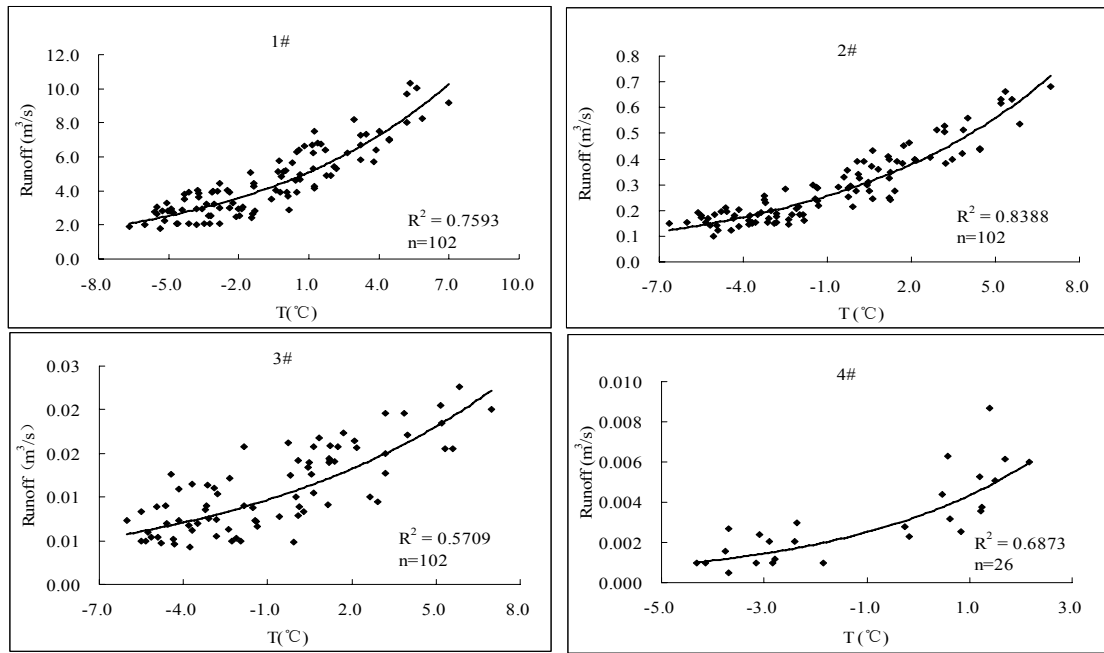 1#
12.0
10.0
8.0
6.0
4.0
2.0
0.0
Runoff (m³/s)
R² = 0.7593
n=102
-8.0 -5.0 -2.0 1.0 4.0 7.0 10.0
T(℃)
2#
0.8
0.7
0.6
0.5
0.4
0.3
0.2
0.1
0.0
Runoff (m³/s)
R² = 0.8388
n=102
-7.0 -4.0 -1.0 2.0 5.0 8.0
T (℃)
3#
0.03
0.02
0.02
0.01
0.01
0.00
Runoff (m³/s)
R² = 0.5709
n=102
-7.0 -4.0 -1.0 2.0 5.0 8.0
T(℃)
4#
0.010
0.008
0.006
0.004
0.002
0.000
Runoff (m³/s)
R² = 0.6873
n=26
-5.0 -3.0 -1.0 1.0 3.0
T (℃)